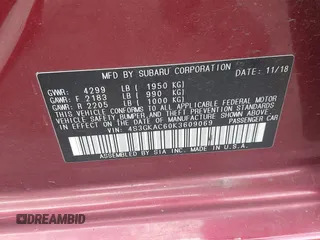 MFD. BY SUBARU CORPORATION DATE: 11/18
GVWR: 4299 LB ( 1950 KG)
GAWR: F 2183 LB ( 990 KG)
GAWR: R 2205 LB ( 1000 KG)
THIS VEHICLE CONFORMS TO ALL APPLICABLE FEDERAL MOTOR
VEHICLE SAFETY, BUMPER, AND THEFT PREVENTION STANDARDS IN
EFFECT ON THE DATE OF MANUFACTURE SHOWN ABOVE.
VIN: 4S3GKAC60K3609069 PASSENGER CAR
ASSEMBLED BY SIA INC. MADE IN U.S.A.
DREAMBID